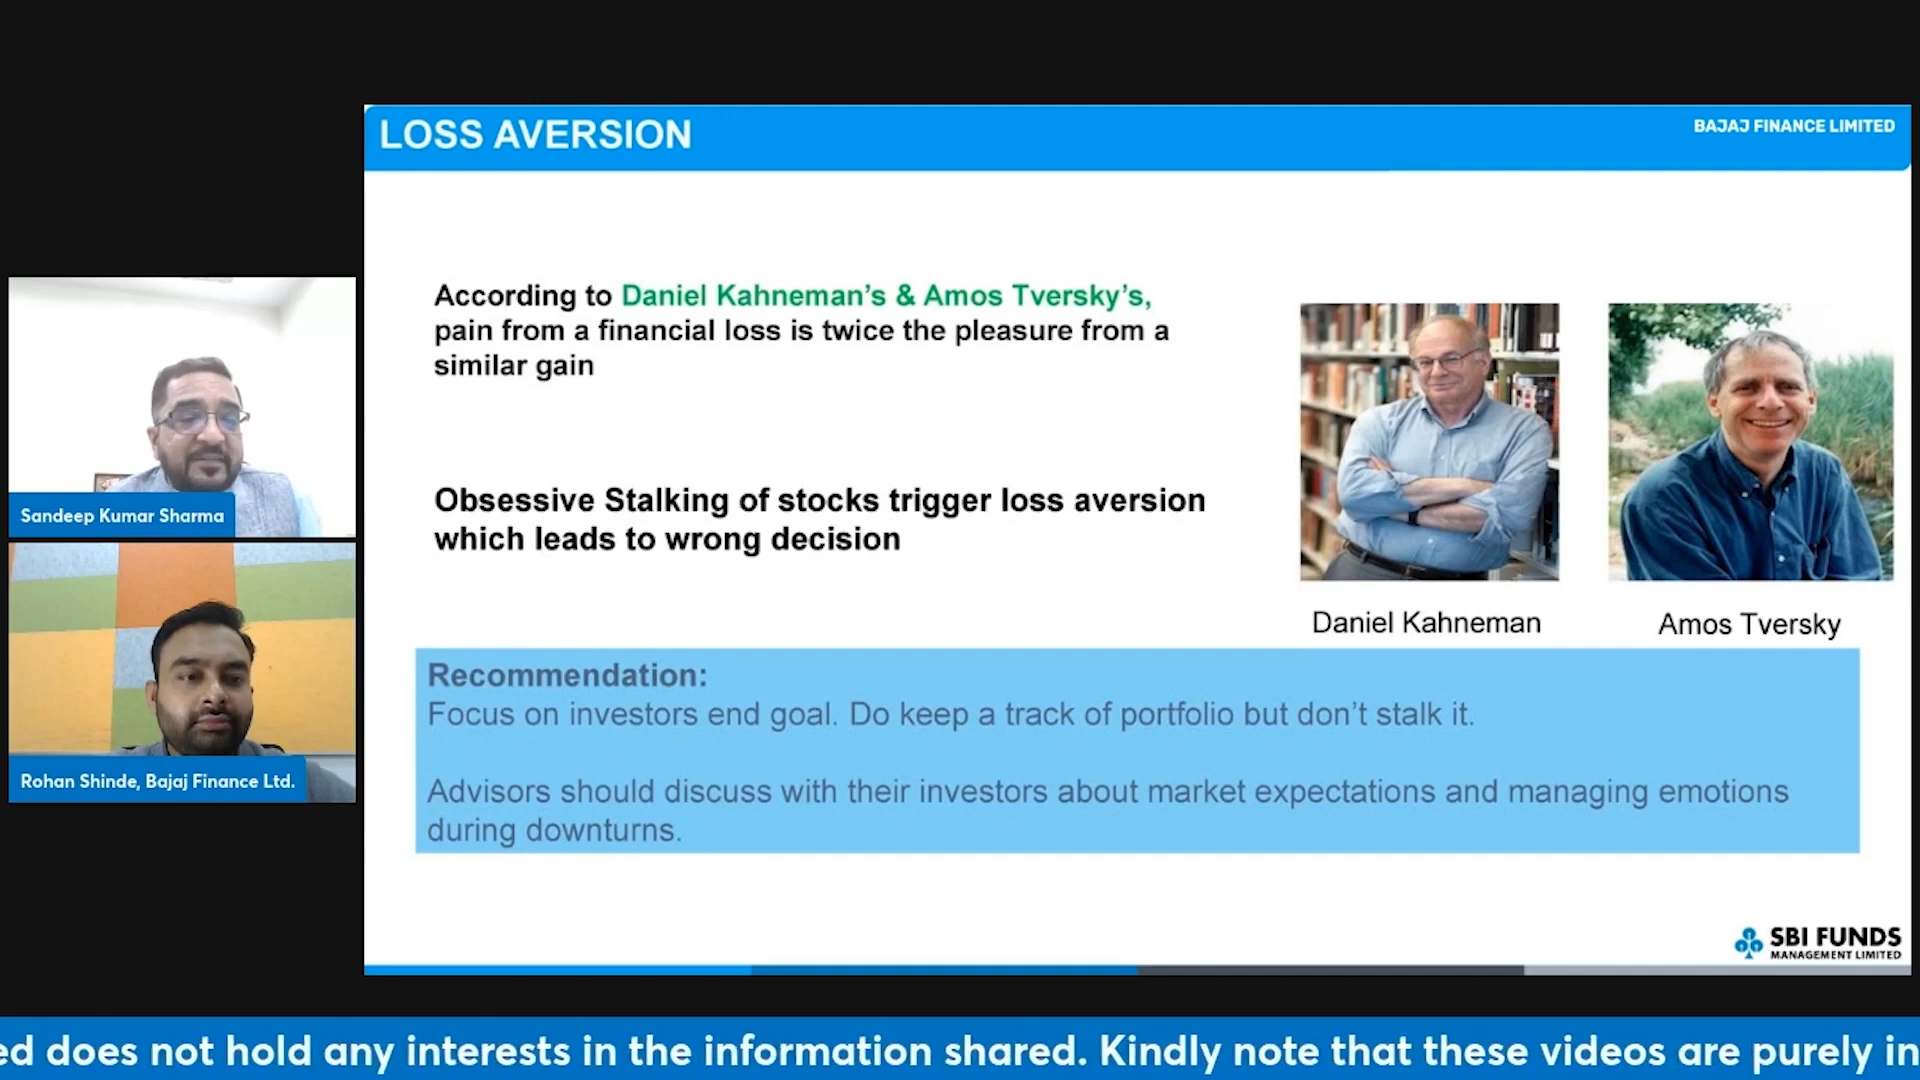 LOSS AVERSION
BAJAJ FINANCE LIMITED
According to Daniel Kahneman's & Amos Tversky's,
pain from a financial loss is twice the pleasure from a
similar gain
Obsessive Stalking of stocks trigger loss aversion
which leads to wrong decision
Daniel Kahneman
Amos Tversky
Recommendation:
Focus on investors end goal. Do keep a track of portfolio but don't stalk it.
Advisors should discuss with their investors about market expectations and managing emotions
during downturns.
SBI FUNDS
MANAGEMENT LIMITED
Sandeep Kumar Sharma
Rohan Shinde, Bajaj Finance Ltd.
ed does not hold any interests in the information shared. Kindly note that these videos are purely in